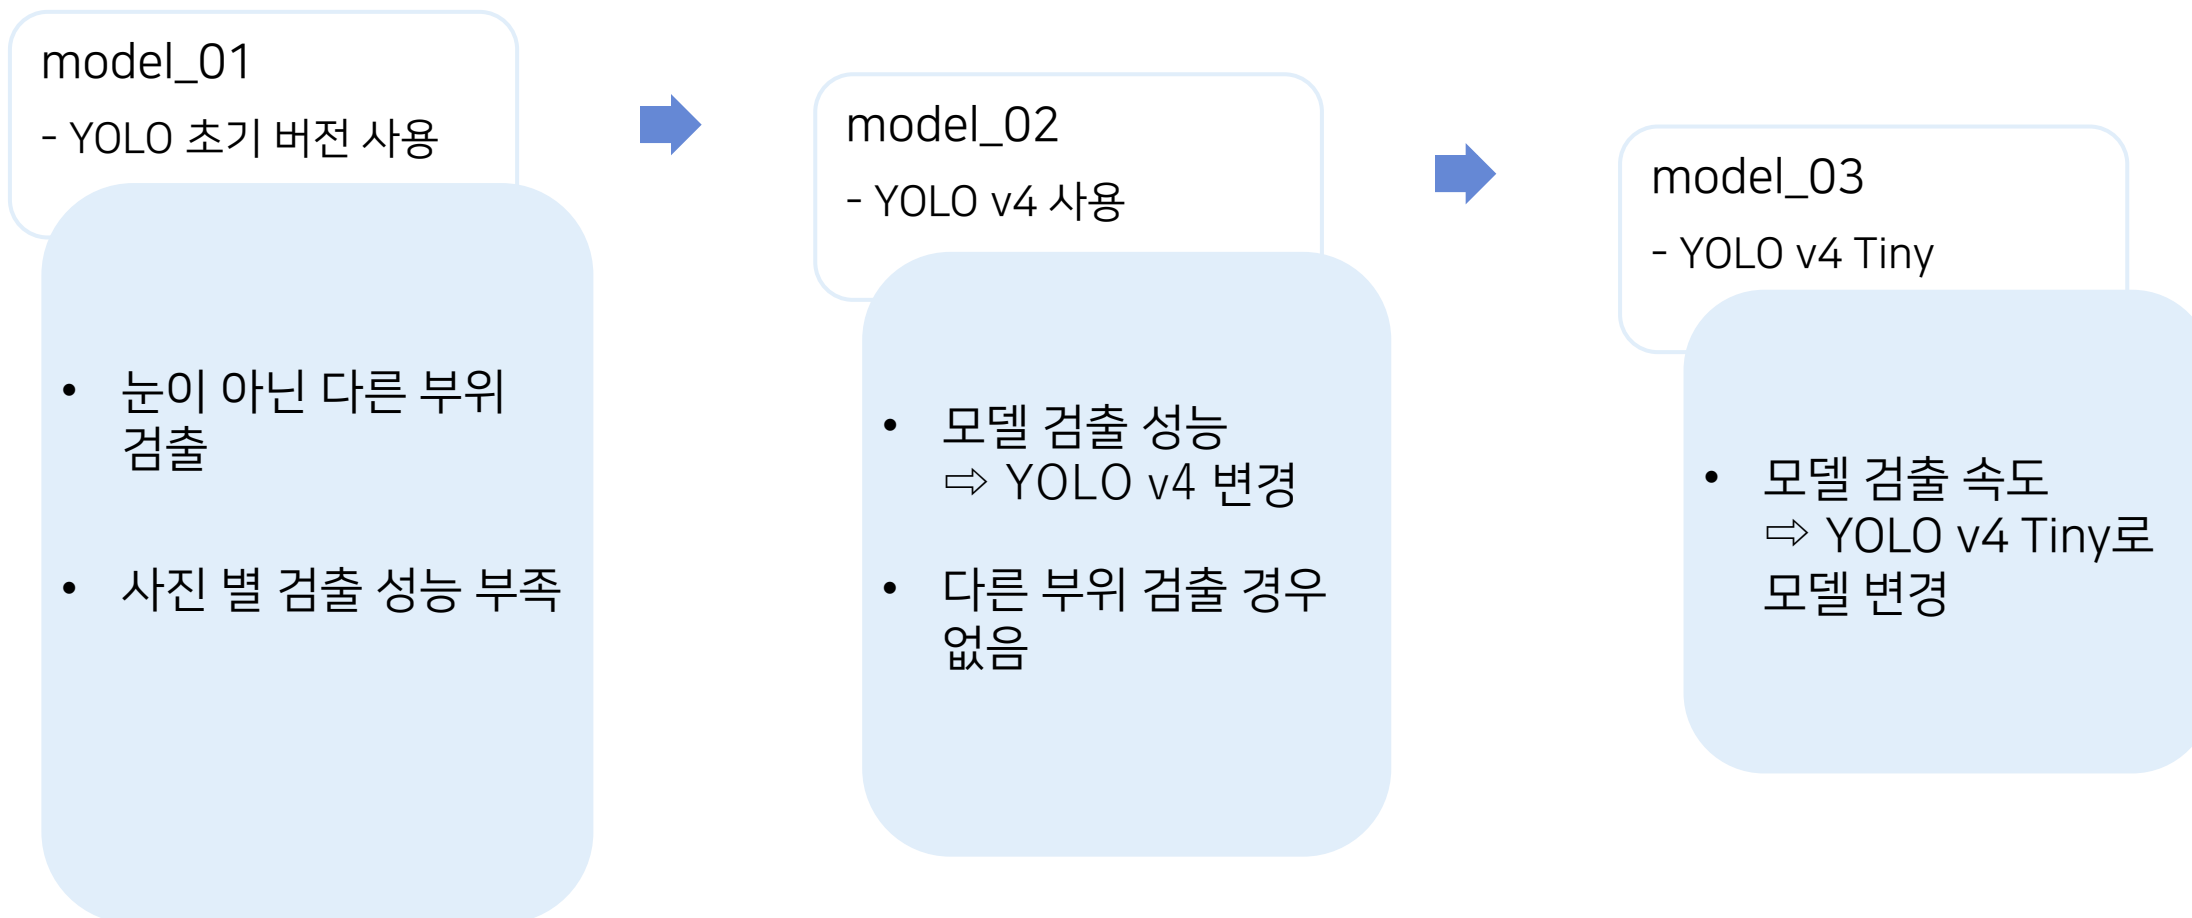 model_01
- YOLO 초기 버전 사용
• 눈이 아닌 다른 부위
검출
• 사진 별 검출 성능 부족
model_02
- YOLO v4 사용
• 모델 검출 성능
⇨ YOLO v4 변경
• 다른 부위 검출 경우
없음
model_03
- YOLO v4 Tiny
• 모델 검출 속도
⇨ YOLO v4 Tiny로
모델 변경